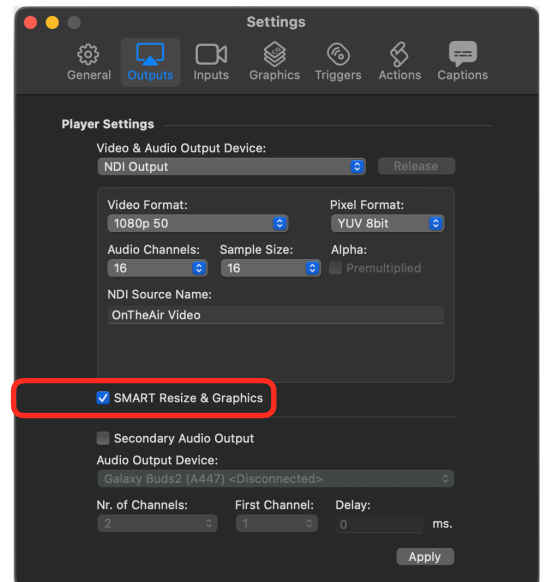 Settings
General Outputs Inputs Graphics Triggers Actions Captions
Player Settings
Video & Audio Output Device:
NDI Output Release
Video Format: Pixel Format:
1080p 50 YUV 8bit
Audio Channels: Sample Size: Alpha:
16 16 Premultiplied
NDI Source Name:
OnTheAir Video
SMART Resize & Graphics
Secondary Audio Output
Audio Output Device:
Galaxy Buds2 (A447) <Disconnected>
Nr. of Channels: First Channel: Delay:
2 1 0 ms.
Apply